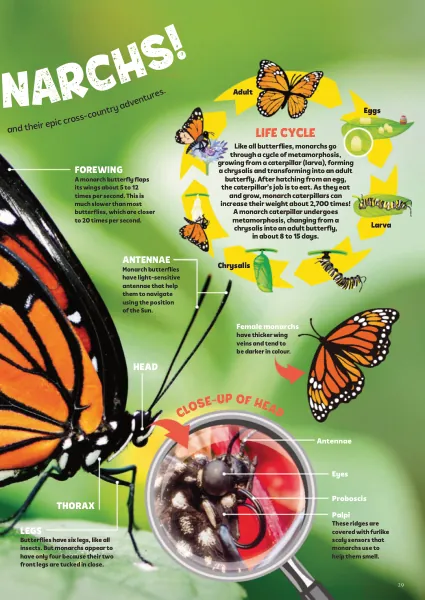 NARCHS!
and their epic cross-country adventures.
Adult
Eggs
LIFE CYCLE
Like all butterflies, monarchs go
through a cycle of metamorphosis,
growing from a caterpillar (larva), forming
a chrysalis and transforming into an adult
butterfly. After hatching from an egg,
the caterpillar's job is to eat. As they eat
and grow, monarch caterpillars can
increase their weight about 2,700 times!
A monarch caterpillar undergoes
metamorphosis, changing from a
chrysalis into an adult butterfly,
in about 8 to 15 days.
Larva
Chrysalis
FOREWING
A monarch butterfly flaps
its wings about 5 to 12
times per second. This is
much slower than most
butterflies, which are closer
to 20 times per second.
ANTENNAE
Monarch butterflies
have light-sensitive
antennae that help
them to navigate
using the position
of the Sun.
Female monarchs
have thicker wing
veins and tend to
be darker in colour.
HEAD
CLOSE-UP OF HEAD
Antennae
Eyes
Proboscis
Palpi
These ridges are
covered with furlike
scaly sensors that
monarchs use to
help them smell.
THORAX
LEGS
Butterflies have six legs, like all
insects. But monarchs appear to
have only four because their two
front legs are tucked in close.